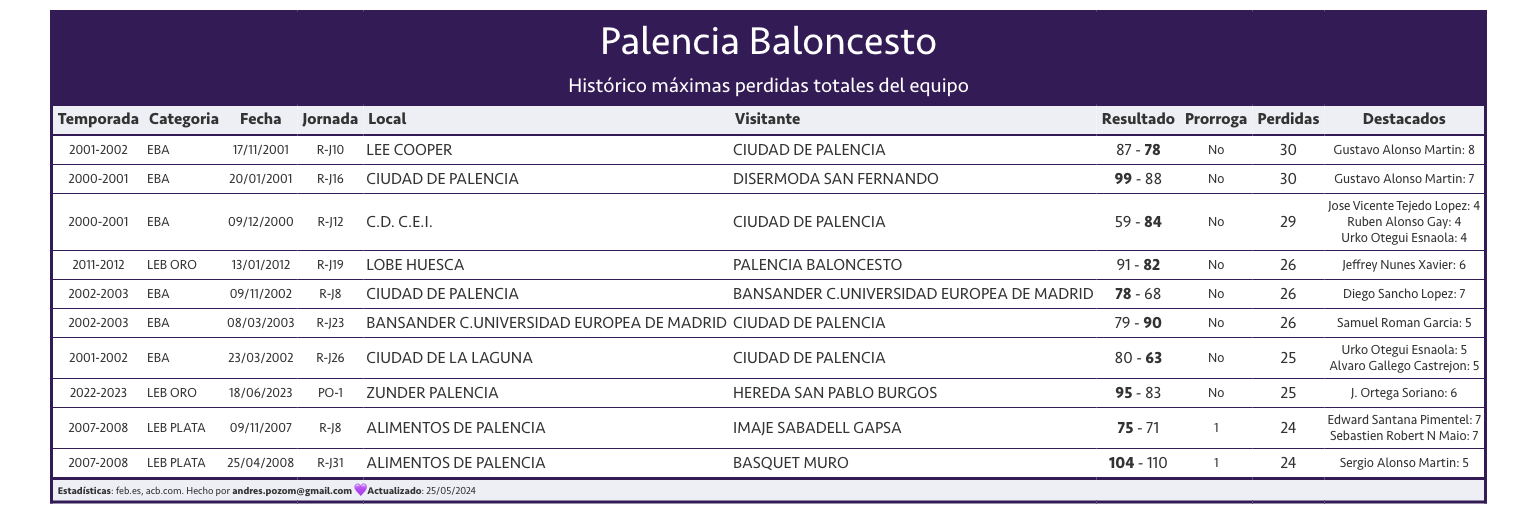 Palencia Baloncesto
Histórico máximas perdidas totales del equipo
Temporada Categoria Fecha Jornada Local Visitante Resultado Prorroga Perdidas Destacados
2001-2002 EBA 17/11/2001 R-J10 LEE COOPER CIUDAD DE PALENCIA 87 - 78 No 30 Gustavo Alonso Martin: 8
2000-2001 EBA 20/01/2001 R-J16 CIUDAD DE PALENCIA DISERMODA SAN FERNANDO 99 - 88 No 30 Gustavo Alonso Martin: 7
2000-2001 EBA 09/12/2000 R-J12 C.D. C.E.I. CIUDAD DE PALENCIA 59 - 84 No 29 Jose Vicente Tejedo Lopez: 4
Ruben Alonso Gay: 4
Urko Otegui Esnaola: 4
2011-2012 LEB ORO 13/01/2012 R-J19 LOBE HUESCA PALENCIA BALONCESTO 91 - 82 No 26 Jeffrey Nunes Xavier: 6
2002-2003 EBA 09/11/2002 R-J8 CIUDAD DE PALENCIA BANSANDER C.UNIVERSIDAD EUROPEA DE MADRID 78 - 68 No 26 Diego Sancho Lopez: 7
2002-2003 EBA 08/03/2003 R-J23 BANSANDER C.UNIVERSIDAD EUROPEA DE MADRID CIUDAD DE PALENCIA 79 - 90 No 26 Samuel Roman Garcia: 5
2001-2002 EBA 23/03/2002 R-J26 CIUDAD DE LA LAGUNA CIUDAD DE PALENCIA 80 - 63 No 25 Urko Otegui Esnaola: 5
Alvaro Gallego Castrejon: 5
2022-2023 LEB ORO 18/06/2023 PO-1 ZUNDER PALENCIA HEREDA SAN PABLO BURGOS 95 - 83 No 25 J. Ortega Soriano: 6
2007-2008 LEB PLATA 09/11/2007 R-J8 ALIMENTOS DE PALENCIA IMAJE SABADELL GAPSA 75 - 71 1 24 Edward Santana Pimentel: 7
Sebastien Robert N Maio: 7
2007-2008 LEB PLATA 25/04/2008 R-J31 ALIMENTOS DE PALENCIA BASQUET MURO 104 - 110 1 24 Sergio Alonso Martin: 5
Estadísticas: feb.es, acb.com. Hecho por andres.pozom@gmail.com 💜Actualizado: 25/05/2024